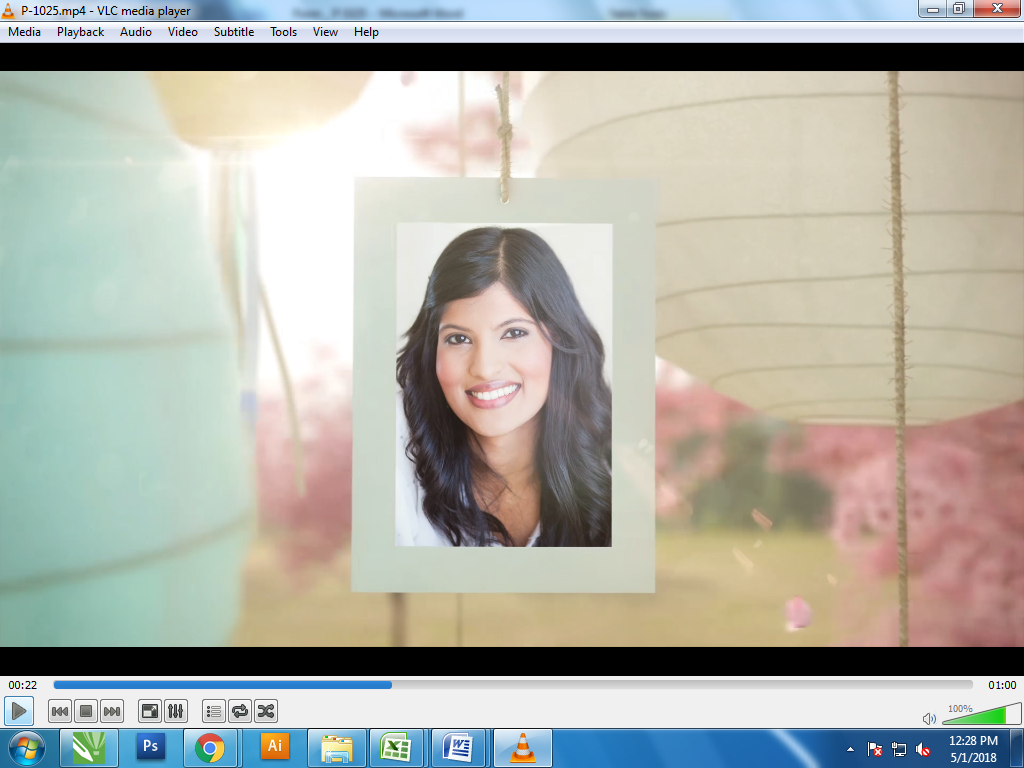 P-1025.mp4 - VLC media player
Media Playback Audio Video Subtitle Tools View Help
00:22
01:00
100%
Ps
Ai
12:28 PM
5/1/2018